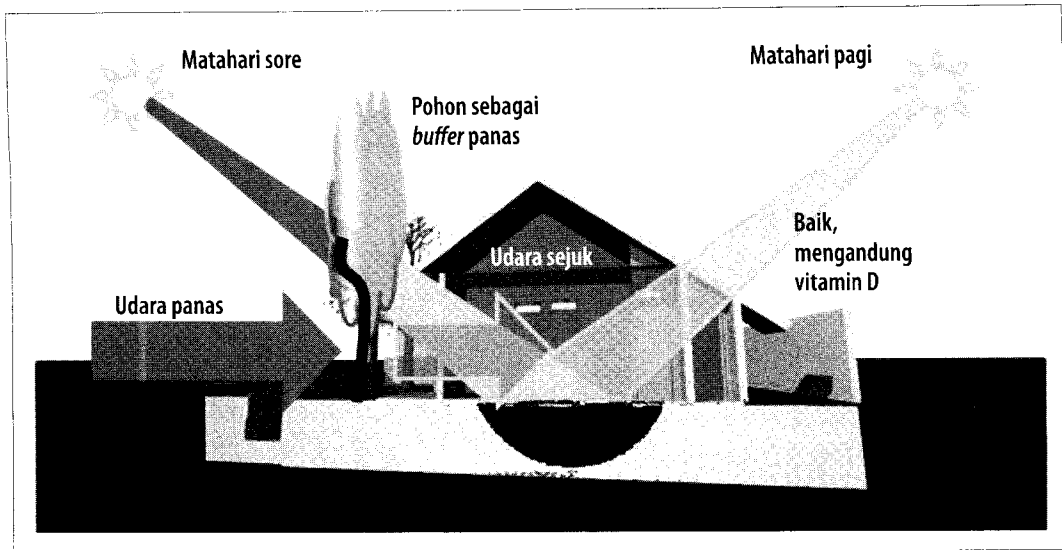 Matahari sore
Matahari pagi
Pohon sebagai
buffer panas
Baik,
mengandung
vitamin D
Udara sejuk
Udara panas